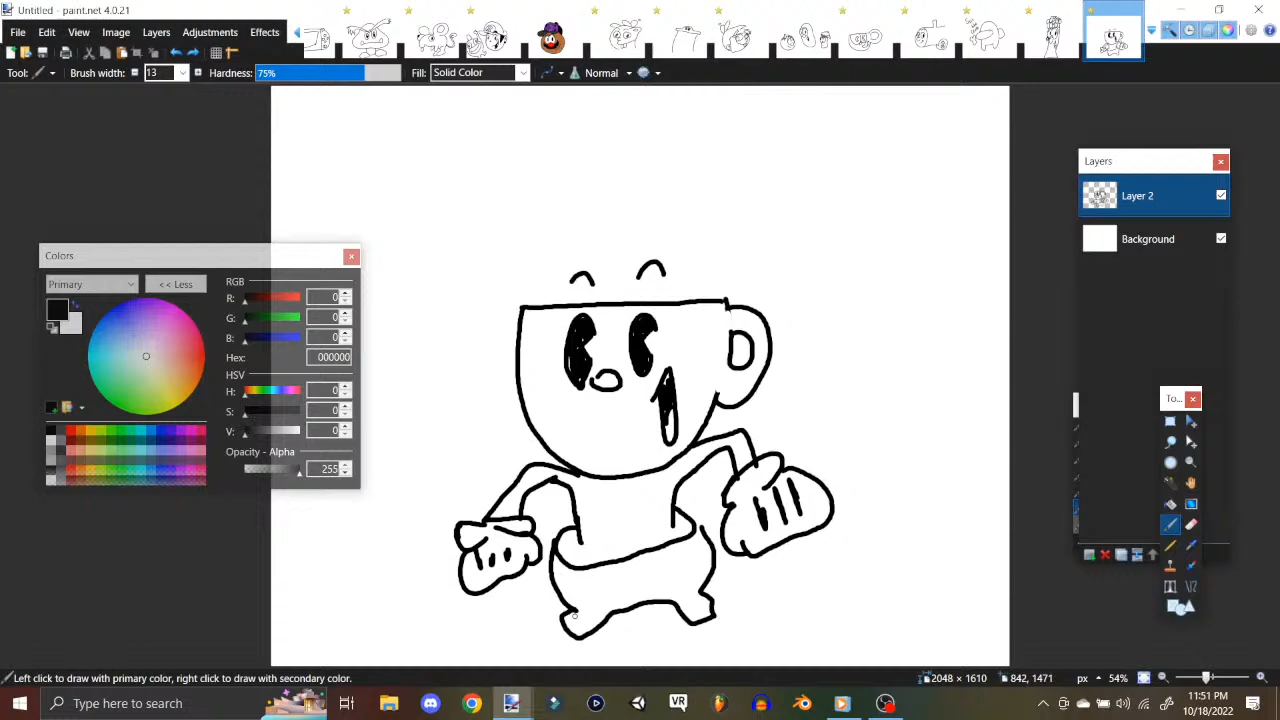 Untitled - paint.net 4.0.21
File Edit View Image Layers Adjustments Effects
Tool: Brush width: 13 Hardness: 75% Fill: Solid Color Normal
Layers
Layer 2
Background
Colors
Primary << Less
RGB
R: 0
G: 0
B: 0
Hex: 000000
HSV
H: 0
S: 0
V: 0
Opacity - Alpha
255
To...
Left click to draw with primary color, right click to draw with secondary color. 2048 × 1610 842, 1471 px 54%
Type here to search VR 11:51 PM
10/18/2022